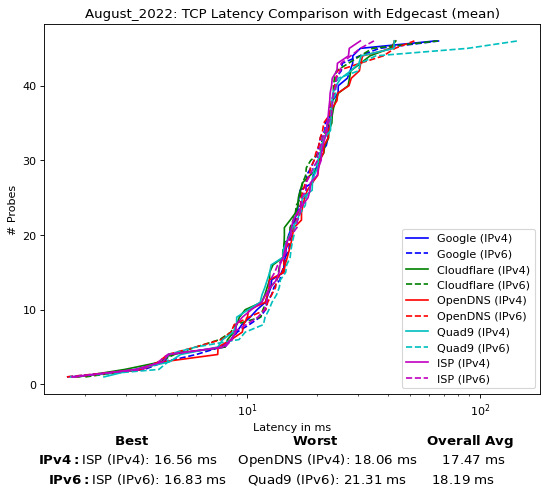 August_2022: TCP Latency Comparison with Edgecast (mean)
# Probes
40
30
20
10
0
Google (IPv4)
Google (IPv6)
Cloudflare (IPv4)
Cloudflare (IPv6)
OpenDNS (IPv4)
OpenDNS (IPv6)
Quad9 (IPv4)
Quad9 (IPv6)
ISP (IPv4)
ISP (IPv6)
10¹ 10²
Latency in ms
Best Worst Overall Avg
IPv4: ISP (IPv4): 16.56 ms OpenDNS (IPv4): 18.06 ms 17.47 ms
IPv6: ISP (IPv6): 16.83 ms Quad9 (IPv6): 21.31 ms 18.19 ms